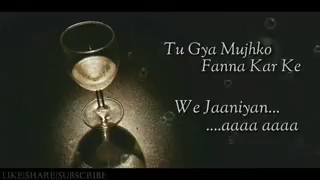 Tu Gya Mujhko
Fanna Kar Ke
We Jaaniyan...
....aaaa aaaa
LIKE|SHARE|SUBSCRIBE